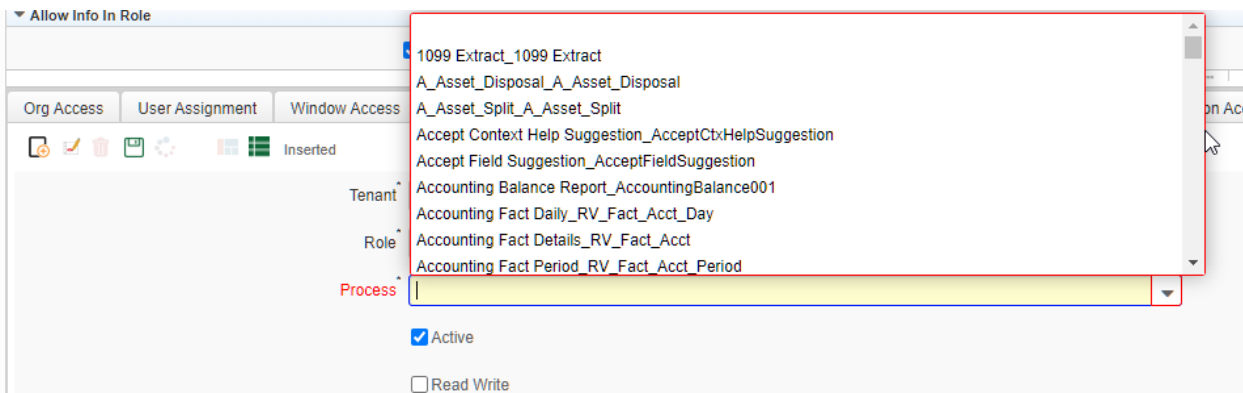 Allow Info In Role
1099 Extract_1099 Extract
A_Asset_Disposal_A_Asset_Disposal
A_Asset_Split_A_Asset_Split
Accept Context Help Suggestion_AcceptCtxHelpSuggestion
Accept Field Suggestion_AcceptFieldSuggestion
Accounting Balance Report_AccountingBalance001
Accounting Fact Daily_RV_Fact_Acct_Day
Accounting Fact Details_RV_Fact_Acct
Accounting Fact Period_RV_Fact_Acct_Period
Org Access User Assignment Window Access
Inserted
Tenant*
Role*
Process*
Active
Read Write